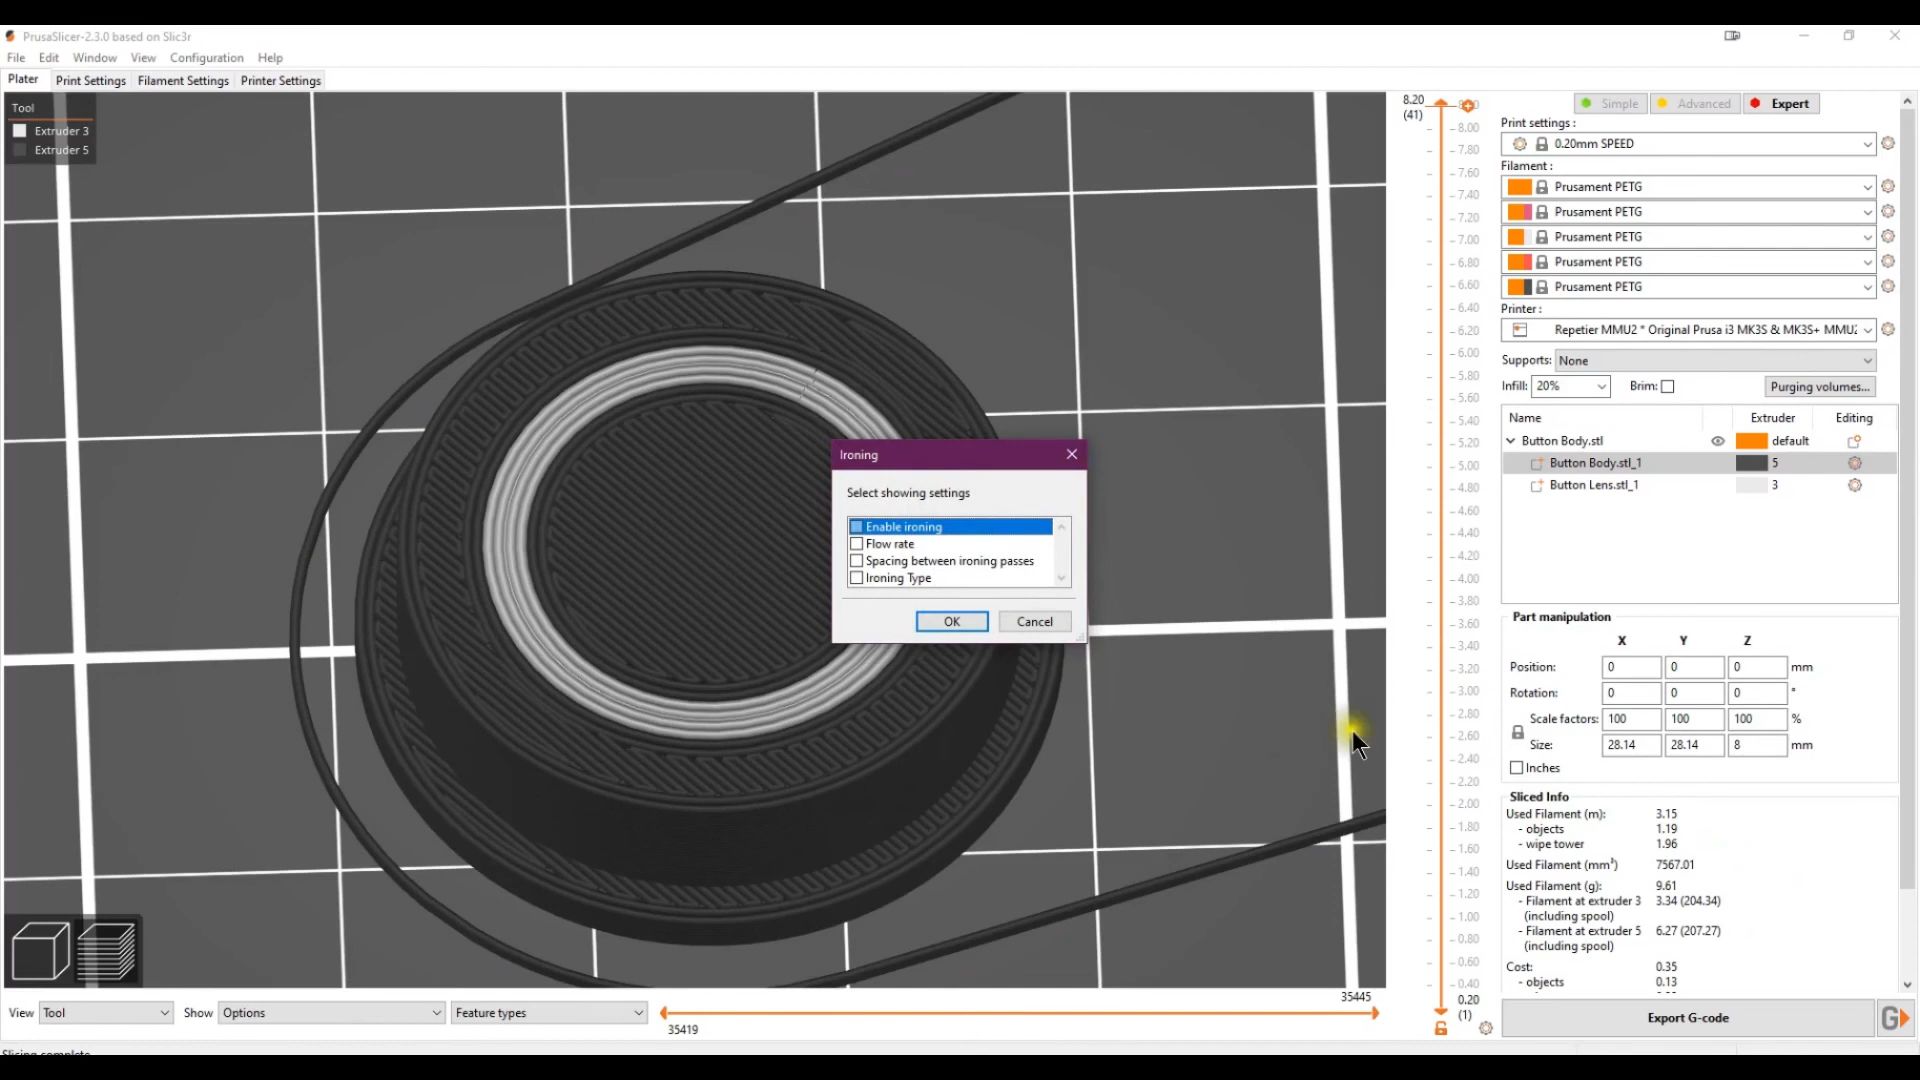 PrusaSlicer-2.3.0 based on Slic3r
File Edit Window View Configuration Help
Plater Print Settings Filament Settings Printer Settings
Tool
Extruder 3
Extruder 5
8.20
(41)
8.00
7.80
7.60
7.40
7.20
7.00
6.80
6.60
6.40
6.20
6.00
5.80
5.60
5.40
5.20
5.00
4.80
4.60
4.40
4.20
4.00
3.80
3.60
3.40
3.20
3.00
2.80
2.60
2.40
2.20
2.00
1.80
1.60
1.40
1.20
1.00
0.80
0.60
0.40
0.20
(1)
Simple Advanced Expert
Print settings :
0.20mm SPEED
Filament :
Prusament PETG
Prusament PETG
Prusament PETG
Prusament PETG
Prusament PETG
Printer :
Repetier MMU2 * Original Prusa i3 MK3S & MK3S+ MMU2
Supports: None
Infill: 20% Brim: Purging volumes...
Name Extruder Editing
Button Body.stl default
Button Body.stl_1 5
Button Lens.stl_1 3
Ironing
Select showing settings
Enable ironing
Flow rate
Spacing between ironing passes
Ironing Type
OK Cancel
Part manipulation
X Y Z
Position: 0 0 0 mm
Rotation: 0 0 0 °
Scale factors: 100 100 100 %
Size: 28.14 28.14 8 mm
Inches
Sliced Info
Used Filament (m): 3.15
- objects 1.19
- wipe tower 1.96
Used Filament (mm³) 7567.01
Used Filament (g): 9.61
- Filament at extruder 3 3.34 (204.34)
(including spool)
- Filament at extruder 5 6.27 (207.27)
(including spool)
Cost: 0.35
- objects 0.13
View Tool Show Options Feature types
35445
35419
Export G-code
G
Slicing complete